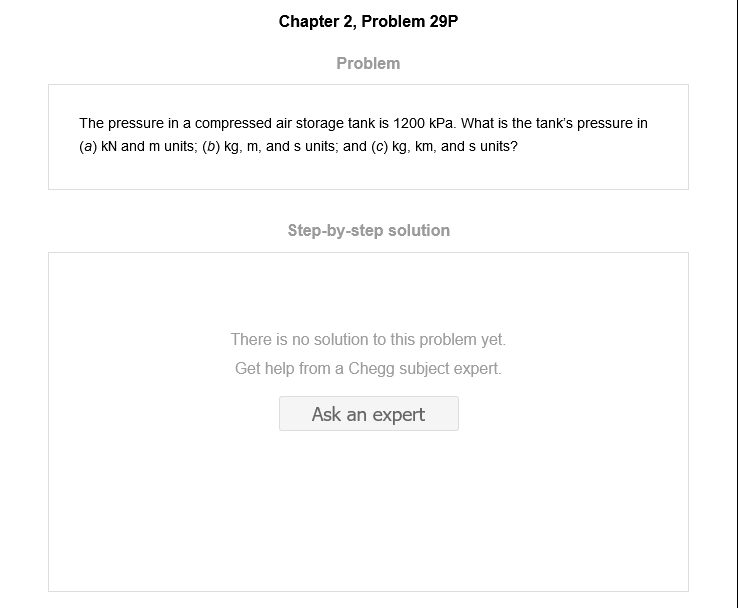 Chapter 2, Problem 29P
Problem
The pressure in a compressed air storage tank is 1200 kPa. What is the tank's pressure in
(a) kN and m units; (b) kg, m, and s units; and (c) kg, km, and s units?
Step-by-step solution
There is no solution to this problem yet.
Get help from a Chegg subject expert.
Ask an expert